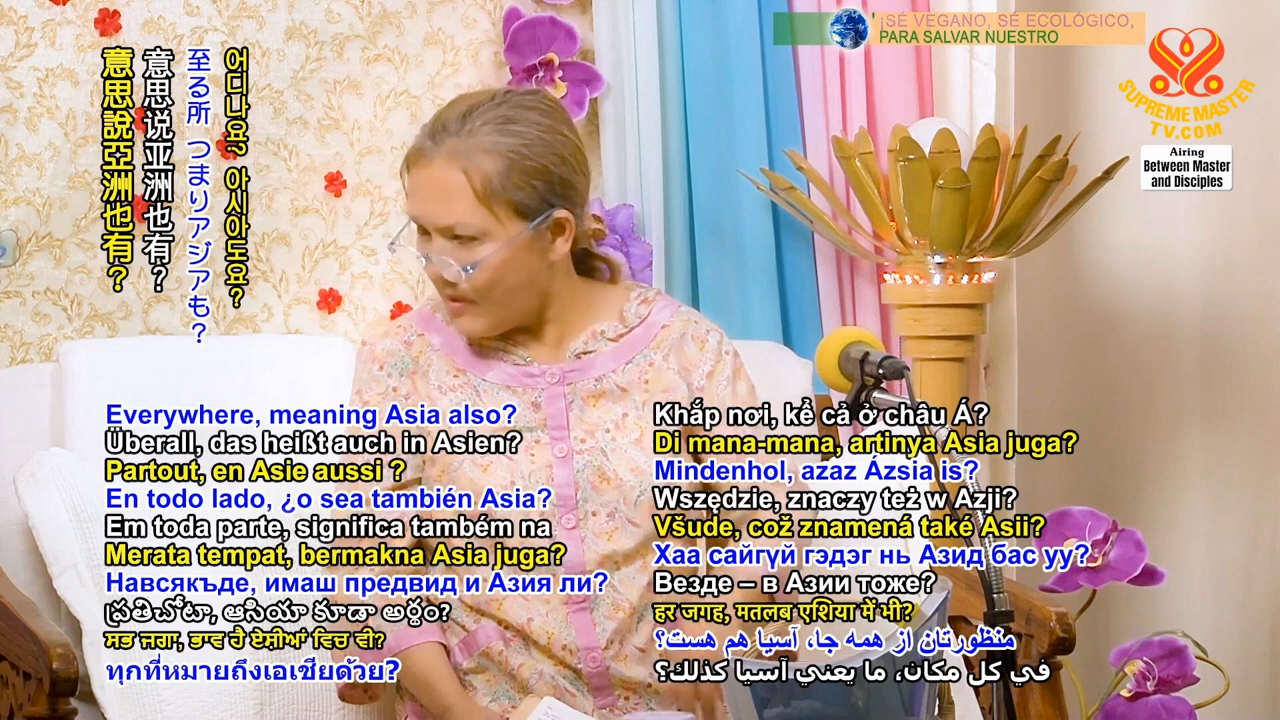 ¡SÉ VEGANO, SÉ ECOLÓGICO,
PARA SALVAR NUESTRO
SUPREME MASTER
TV.COM
Airing
Between Master
and Disciples
어디나요? 아시아도요?
至る所 つまりアジアも?
意思说亚洲也有?
意思說亞洲也有?
Everywhere, meaning Asia also?
Überall, das heißt auch in Asien?
Partout, en Asie aussi ?
En todo lado, ¿o sea también Asia?
Em toda parte, significa também na
Merata tempat, bermakna Asia juga?
Навсякъде, имаш предвид и Азия ли?
ప్రతిచోటా, ఆసియా కూడా అర్థం?
ਸਭ ਜਗਾ, ਭਾਵ ਹੈ ਏਸ਼ੀਆਂ ਵਿਚ ਵੀ?
ทุกที่หมายถึงเอเชียด้วย?
Khắp nơi, kể cả ở châu Á?
Di mana-mana, artinya Asia juga?
Mindenhol, azaz Ázsia is?
Wszędzie, znaczy też w Azji?
Všude, což znamená také Asii?
Хаа сайгүй гэдэг нь Азид бас уу?
Везде – в Азии тоже?
हर जगह, मतलब एशिया में भी?
منظورتان از همه جا، آسیا هم هست؟
في كل مكان، ما يعني آسيا كذلك؟